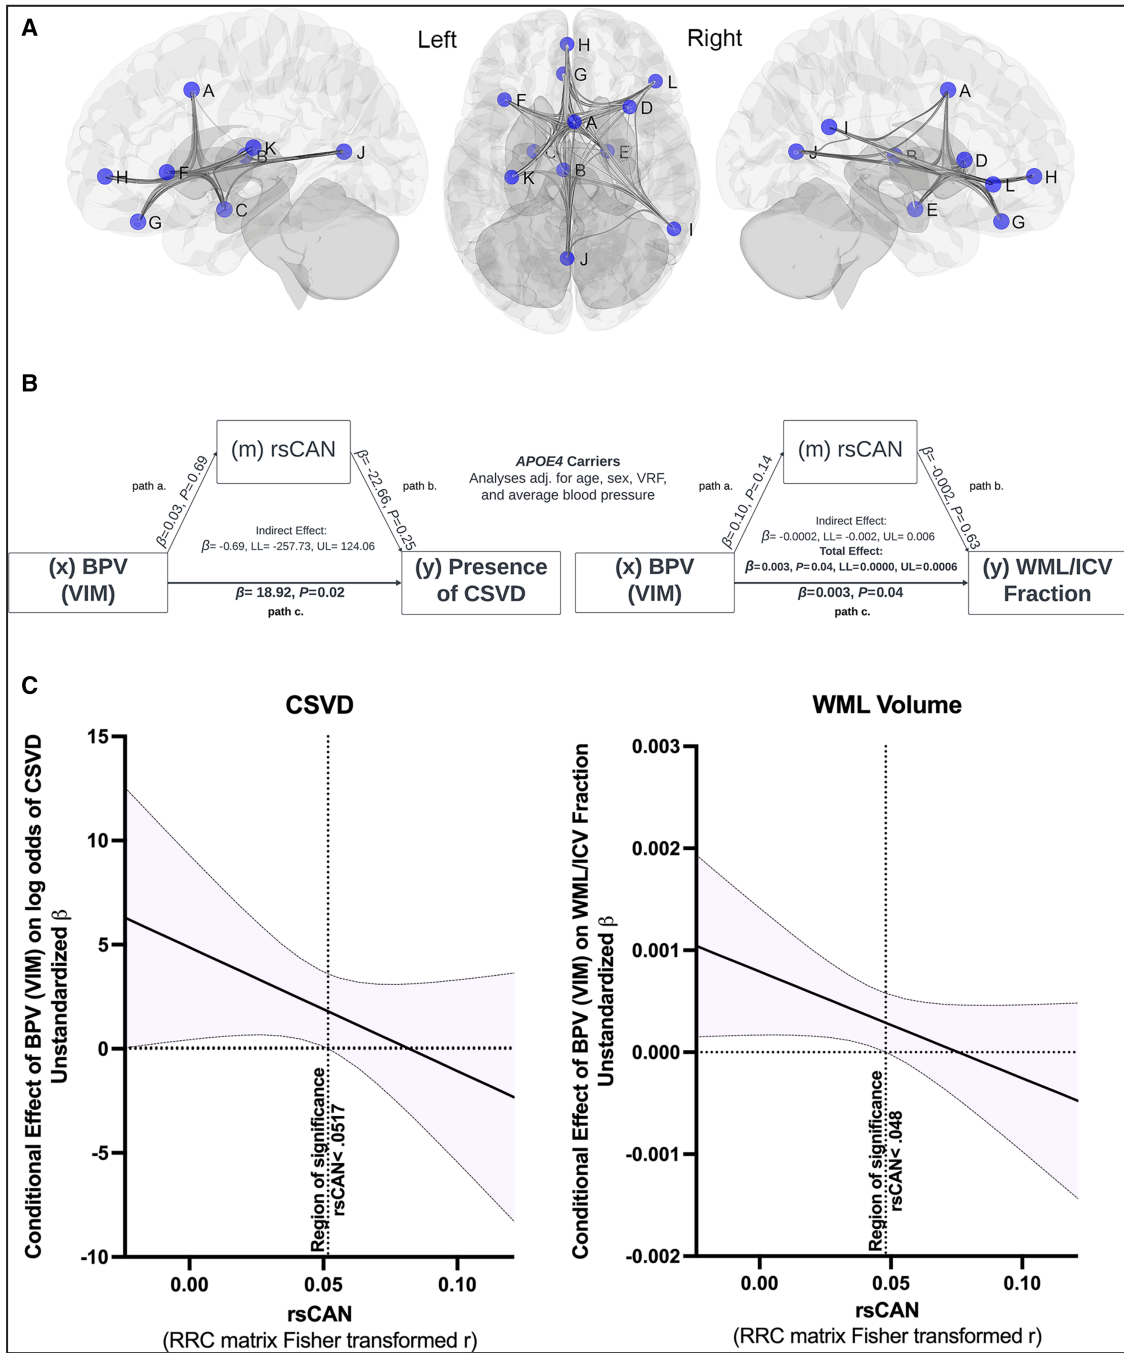 A
Left
Right
A
K
B
J
H
F
G
C
H
G
L
F
D
A
C
E
B
K
I
J
A
I
J
B
D
L
H
E
G
B
(m) rsCAN
path a.
β=0.03, P=0.69
β= -22.66, P=0.25
path b.
Indirect Effect:
β= -0.69, LL= -257.73, UL= 124.06
(x) BPV
(VIM)
(y) Presence
of CSVD
β= 18.92, P=0.02
path c.
APOE4 Carriers
Analyses adj. for age, sex, VRF,
and average blood pressure
(m) rsCAN
path a.
β=0.10, P=0.14
β= -0.002, P=0.63
path b.
Indirect Effect:
β= -0.0002, LL= -0.002, UL= 0.006
Total Effect:
β=0.003, P=0.04, LL=0.0000, UL=0.0006
(x) BPV
(VIM)
(y) WML/ICV
Fraction
β=0.003, P=0.04
path c.
C
CSVD
Conditional Effect of BPV (VIM) on log odds of CSVD
Unstandardized β
15
10
5
0
-5
-10
Region of significance
rsCAN< .0517
0.00
0.05
0.10
rsCAN
(RRC matrix Fisher transformed r)
WML Volume
Conditional Effect of BPV (VIM) on WML/ICV Fraction
Unstandardized β
0.003
0.002
0.001
0.000
-0.001
-0.002
Region of significance
rsCAN< .048
0.00
0.05
0.10
rsCAN
(RRC matrix Fisher transformed r)